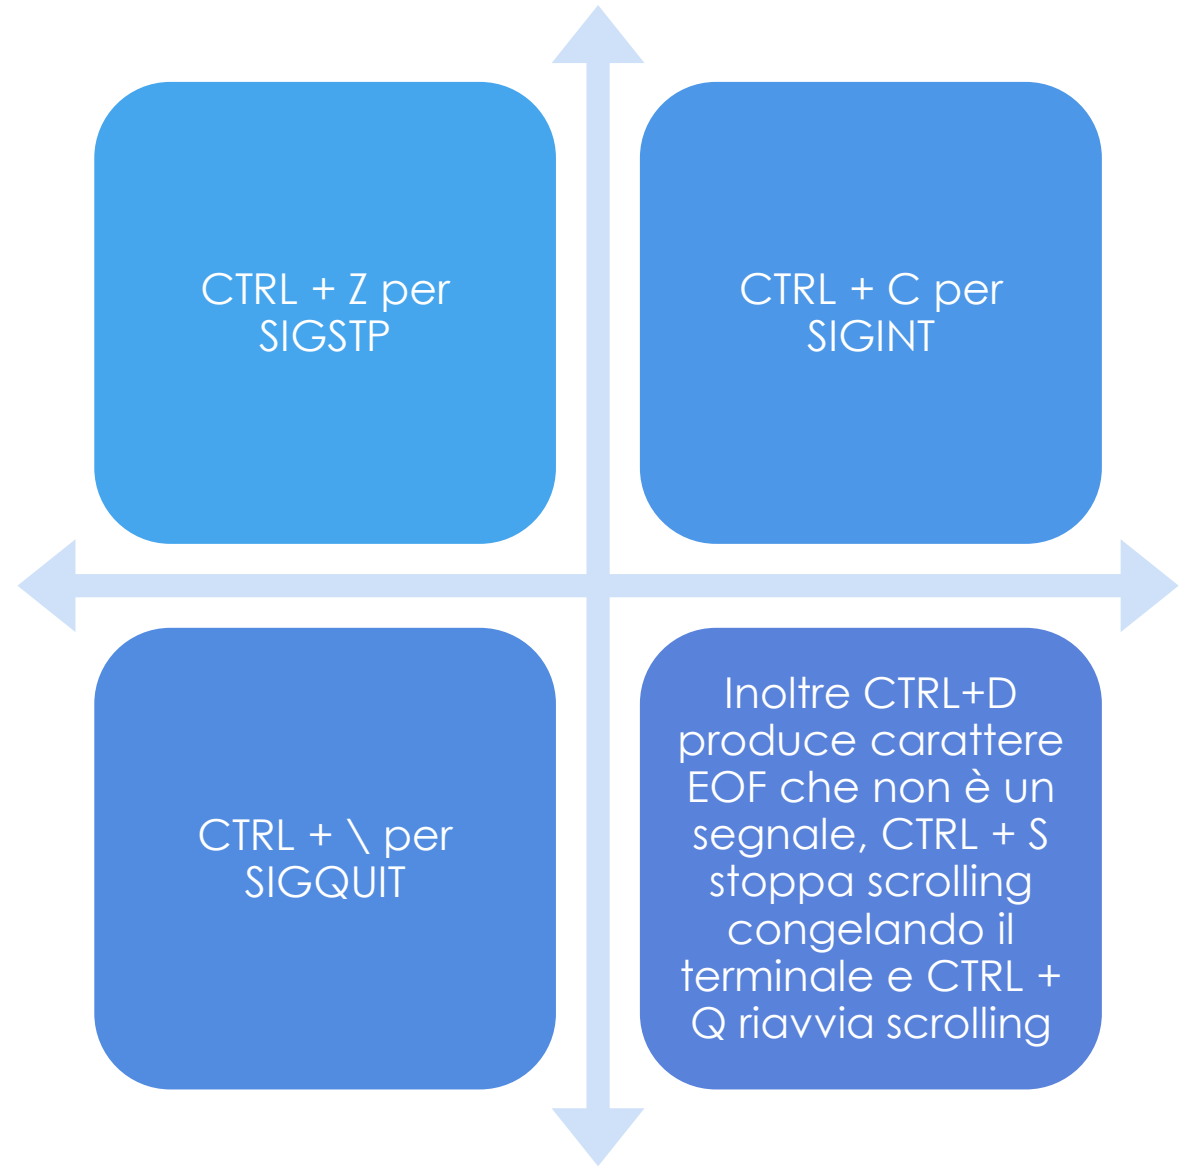 CTRL + Z per
SIGSTP
CTRL + C per
SIGINT
CTRL + \ per
SIGQUIT
Inoltre CTRL+D
produce carattere
EOF che non è un
segnale, CTRL + S
stoppa scrolling
congelando il
terminale e CTRL +
Q riavvia scrolling